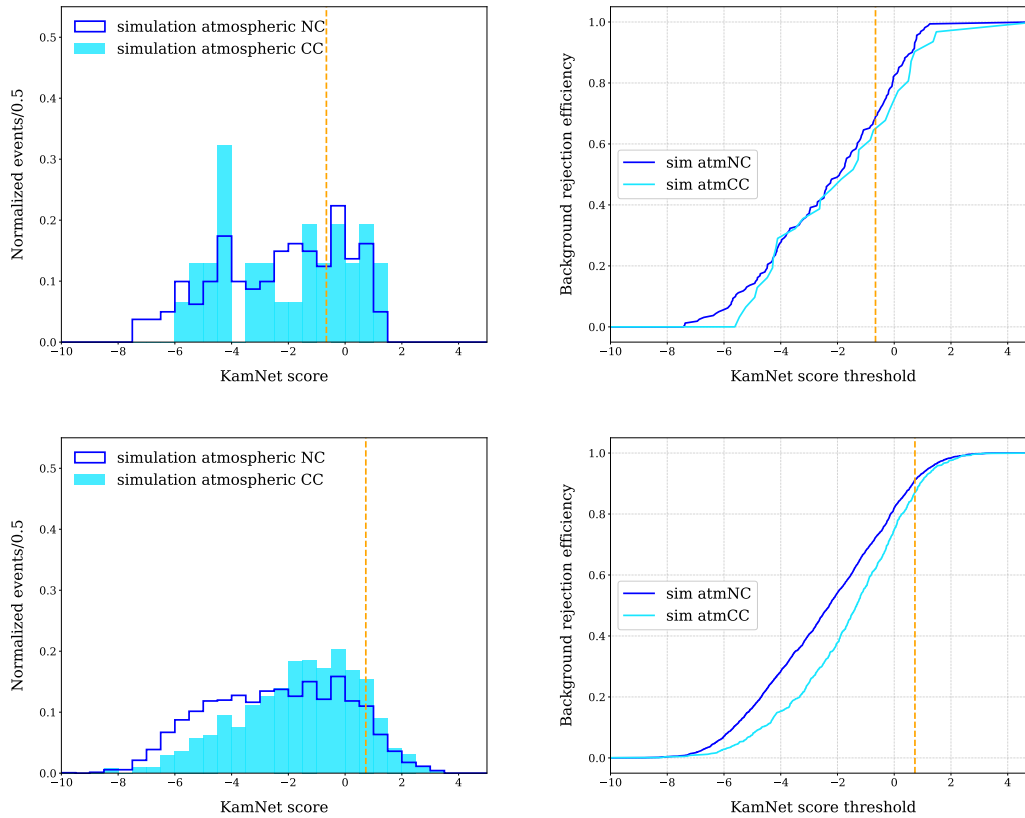 simulation atmospheric NC
simulation atmospheric CC
Normalized events/0.5
0.5
0.4
0.3
0.2
0.1
0.0
−10 −8 −6 −4 −2 0 2 4
KamNet score
Background rejection efficiency
1.0
0.8
0.6
0.4
0.2
0.0
sim atmNC
sim atmCC
−10 −8 −6 −4 −2 0 2 4
KamNet score threshold
simulation atmospheric NC
simulation atmospheric CC
Normalized events/0.5
0.5
0.4
0.3
0.2
0.1
0.0
−10 −8 −6 −4 −2 0 2 4
KamNet score
Background rejection efficiency
1.0
0.8
0.6
0.4
0.2
0.0
sim atmNC
sim atmCC
−10 −8 −6 −4 −2 0 2 4
KamNet score threshold